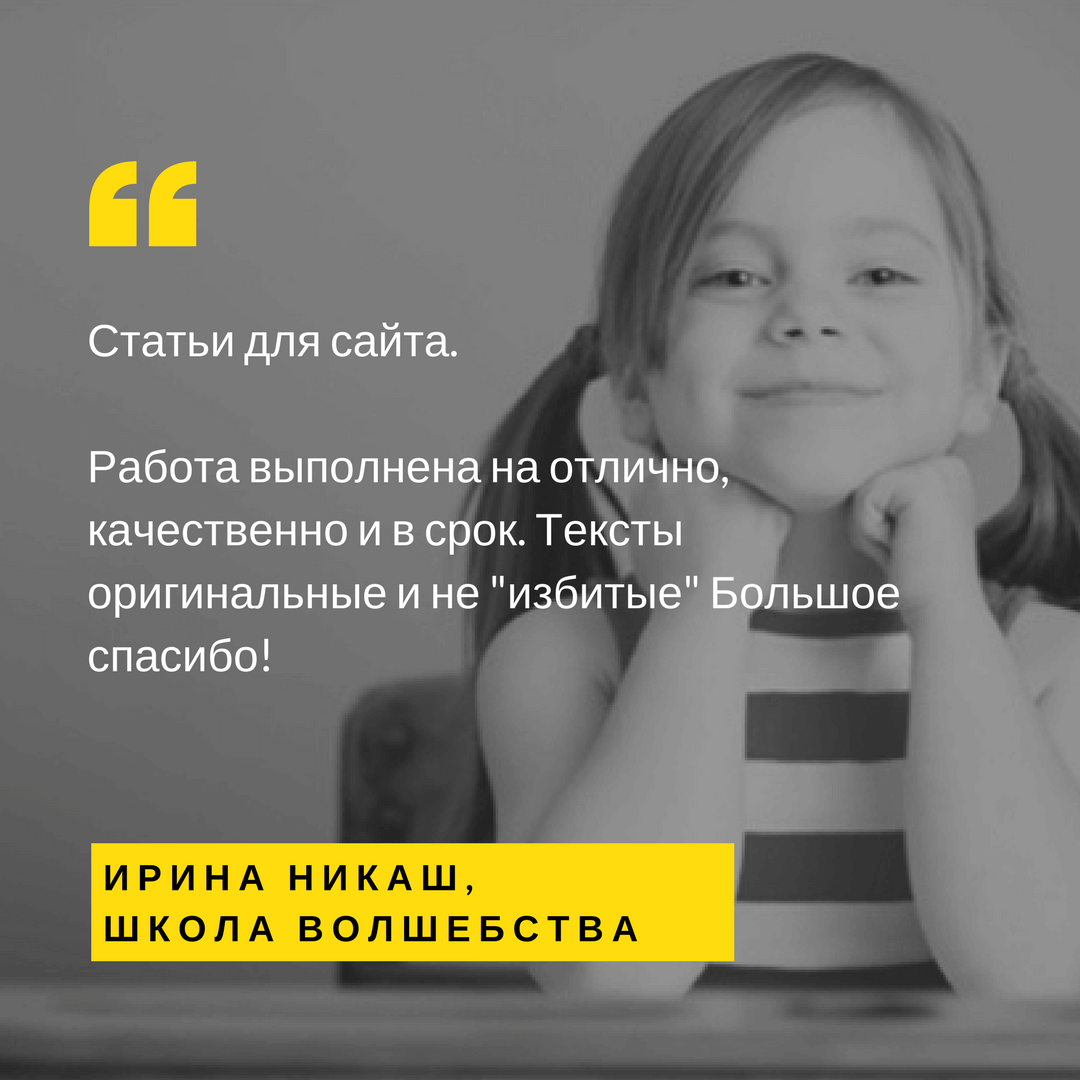 Статьи для сайта.
Работа выполнена на отлично,
качественно и в срок. Тексты
оригинальные и не "избитые" Большое
спасибо!
ИРИНА НИКАШ,
ШКОЛА ВОЛШЕБСТВА